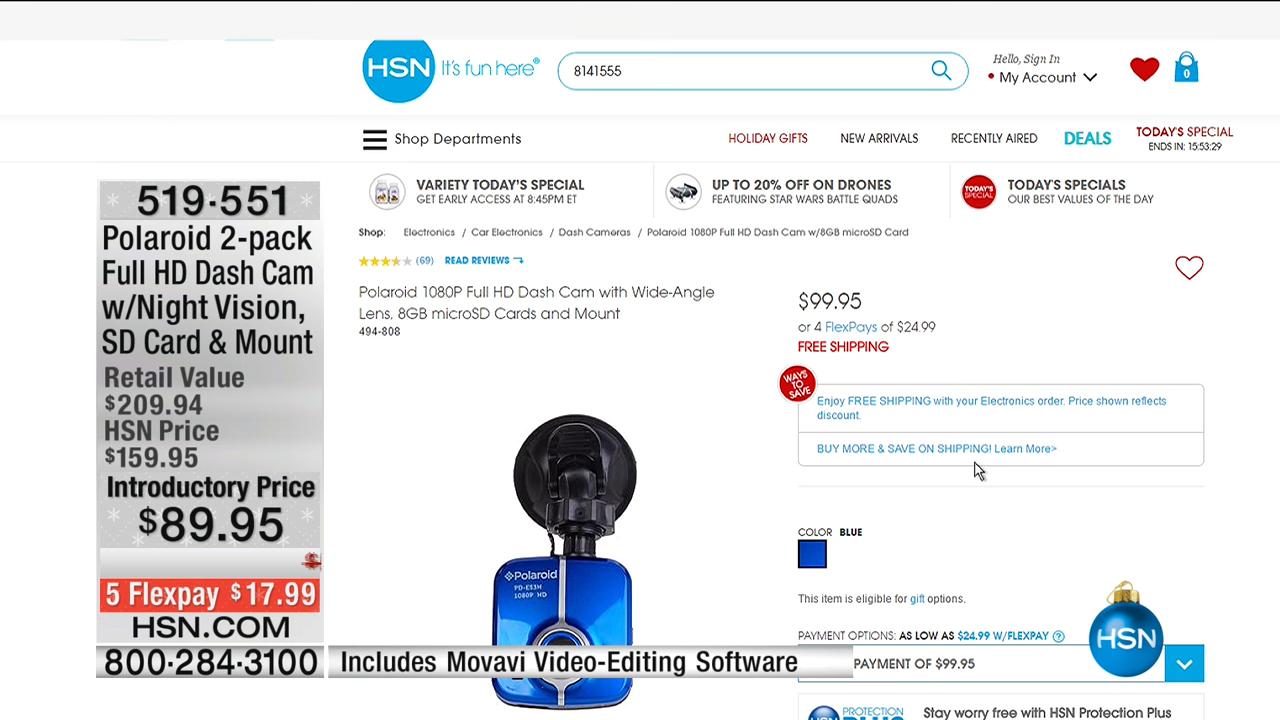 HSN It's fun here®
8141555
Hello, Sign In
My Account
0
Shop Departments
HOLIDAY GIFTS
NEW ARRIVALS
RECENTLY AIRED
DEALS
TODAY'S SPECIAL
ENDS IN: 15:53:29
VARIETY TODAY'S SPECIAL
GET EARLY ACCESS AT 8:45PM ET
UP TO 20% OFF ON DRONES
FEATURING STAR WARS BATTLE QUADS
TODAY'S SPECIAL
TODAY'S SPECIALS
OUR BEST VALUES OF THE DAY
Shop: Electronics / Car Electronics / Dash Cameras / Polaroid 1080P Full HD Dash Cam w/8GB microSD Card
(69) READ REVIEWS
Polaroid 1080P Full HD Dash Cam with Wide-Angle
Lens, 8GB microSD Cards and Mount
494-808
$99.95
or 4 FlexPays of $24.99
FREE SHIPPING
WAYS TO SAVE
Enjoy FREE SHIPPING with your Electronics order. Price shown reflects
discount.
BUY MORE & SAVE ON SHIPPING! Learn More>
COLOR BLUE
This item is eligible for gift options.
PAYMENT OPTIONS: AS LOW AS $24.99 W/FLEXPAY ?
PAYMENT OF $99.95
HSN
HSN PROTECTION PLUS
Stay worry free with HSN Protection Plus
Polaroid
PD-E53H
1080P HD
519·551
Polaroid 2-pack
Full HD Dash Cam
w/Night Vision,
SD Card & Mount
Retail Value
$209.94
HSN Price
$159.95
Introductory Price
$89.95
5 Flexpay $17.99
HSN.COM
800·284·3100
Includes Movavi Video-Editing Software